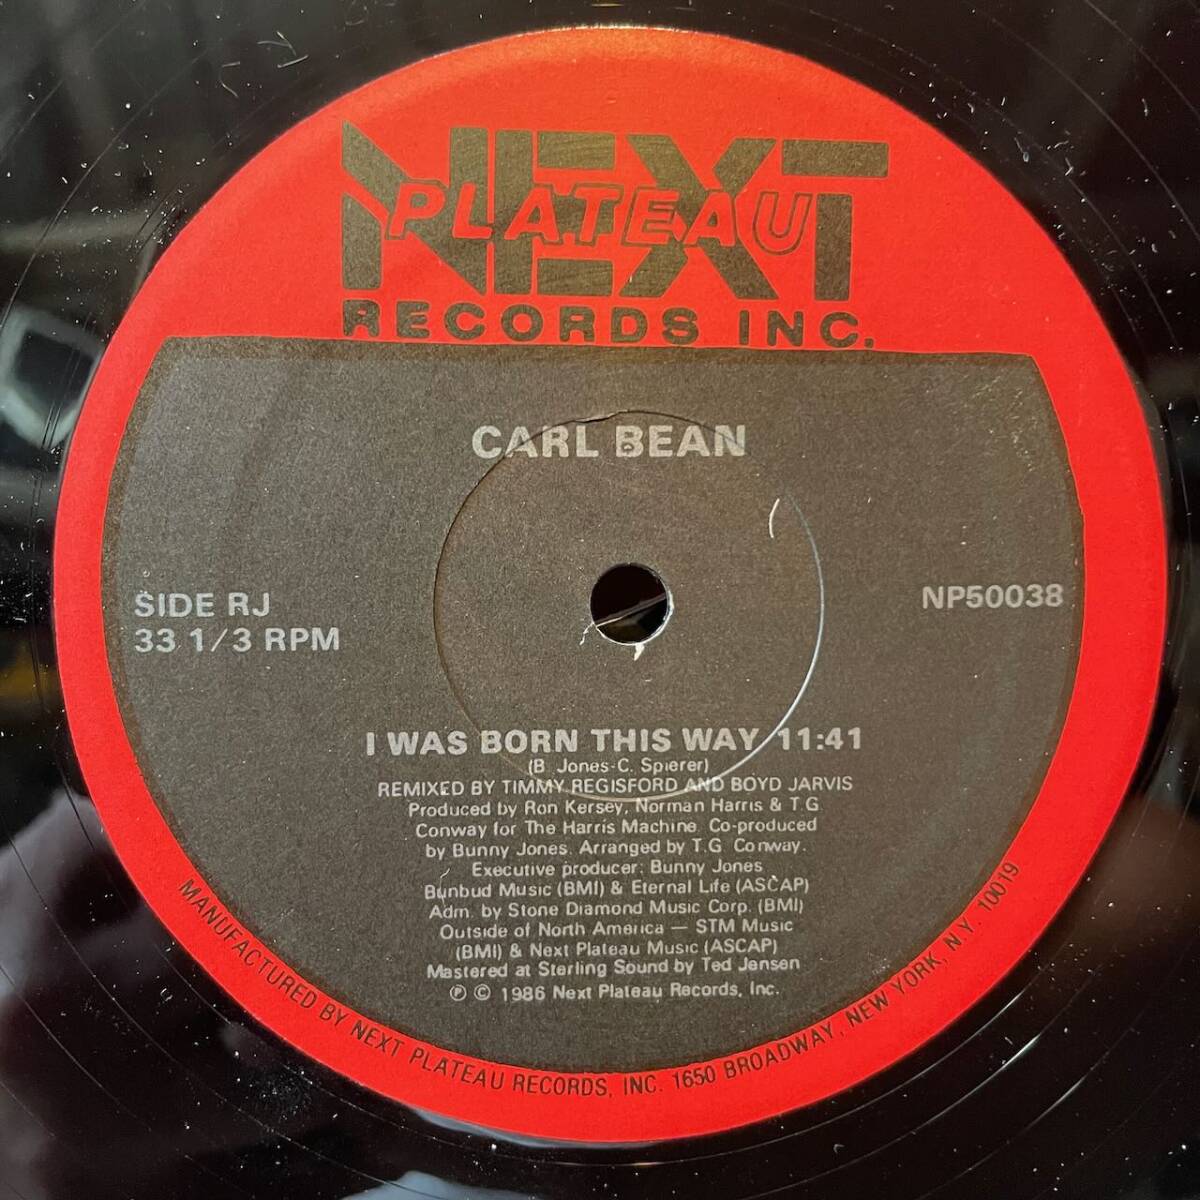 NEXT
PLATEAU
RECORDS INC.
CARL BEAN
SIDE RJ
33 1/3 RPM
NP50038
I WAS BORN THIS WAY 11:41
(B. Jones-C. Spierer)
REMIXED BY TIMMY REGISFORD AND BOYD JARVIS
Produced by Ron Kersey, Norman Harris & T.G.
Conway for The Harris Machine. Co-produced
by Bunny Jones. Arranged by T.G. Conway.
Executive producer: Bunny Jones
Bunbud Music (BMI) & Eternal Life (ASCAP)
Adm. by Stone Diamond Music Corp. (BMI)
Outside of North America — STM Music
(BMI) & Next Plateau Music (ASCAP)
Mastered at Sterling Sound by Ted Jensen
℗ © 1986 Next Plateau Records, Inc.
MANUFACTURED BY NEXT PLATEAU RECORDS, INC. 1650 BROADWAY, NEW YORK, N.Y. 10019